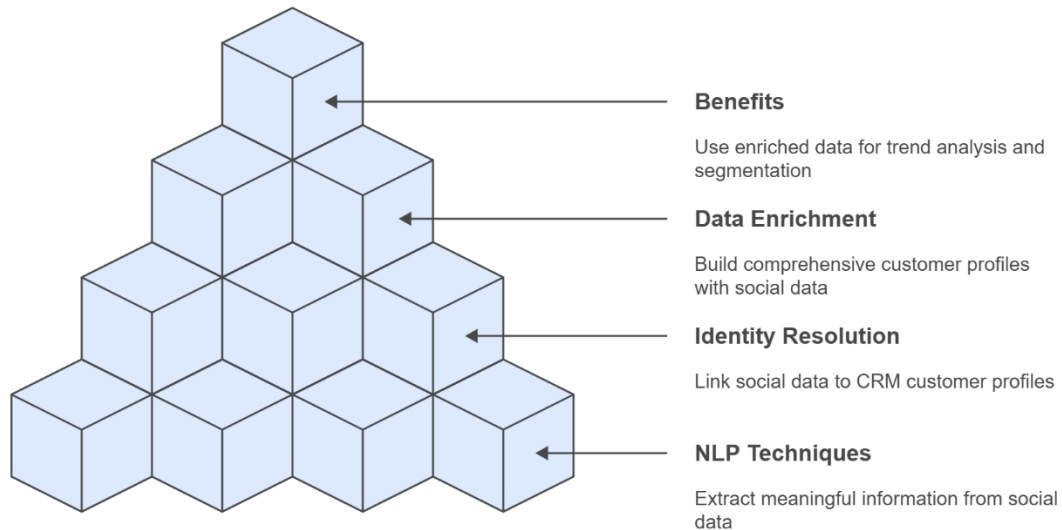 Benefits
Use enriched data for trend analysis and
segmentation
Data Enrichment
Build comprehensive customer profiles
with social data
Identity Resolution
Link social data to CRM customer profiles
NLP Techniques
Extract meaningful information from social
data